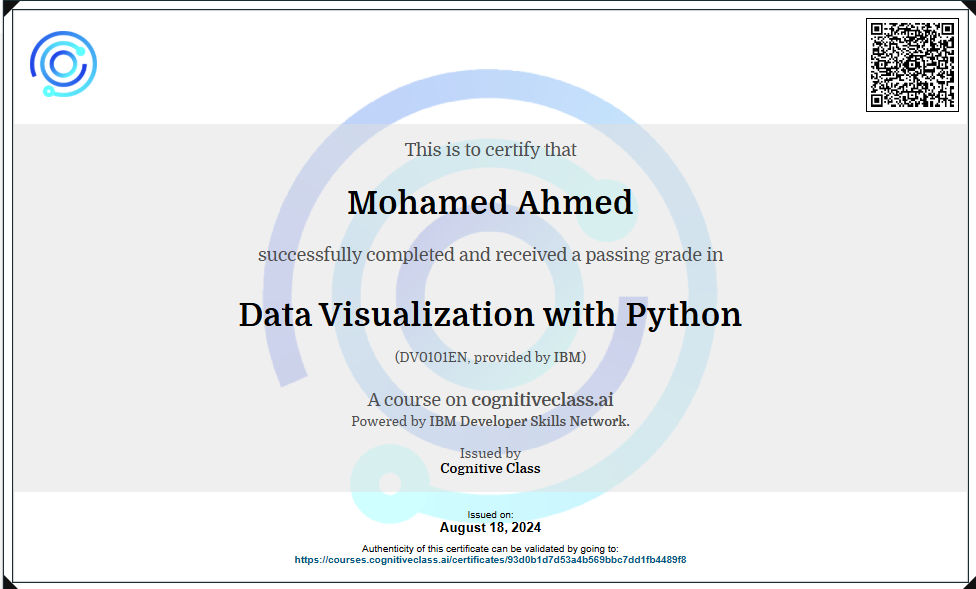 This is to certify that
Mohamed Ahmed
successfully completed and received a passing grade in
Data Visualization with Python
(DV0101EN, provided by IBM)
A course on cognitiveclass.ai
Powered by IBM Developer Skills Network.
Issued by
Cognitive Class
Issued on:
August 18, 2024
Authenticity of this certificate can be validated by going to:
https://courses.cognitiveclass.ai/certificates/93d0b1d7d53a4b569bbc7dd1fb4489f8